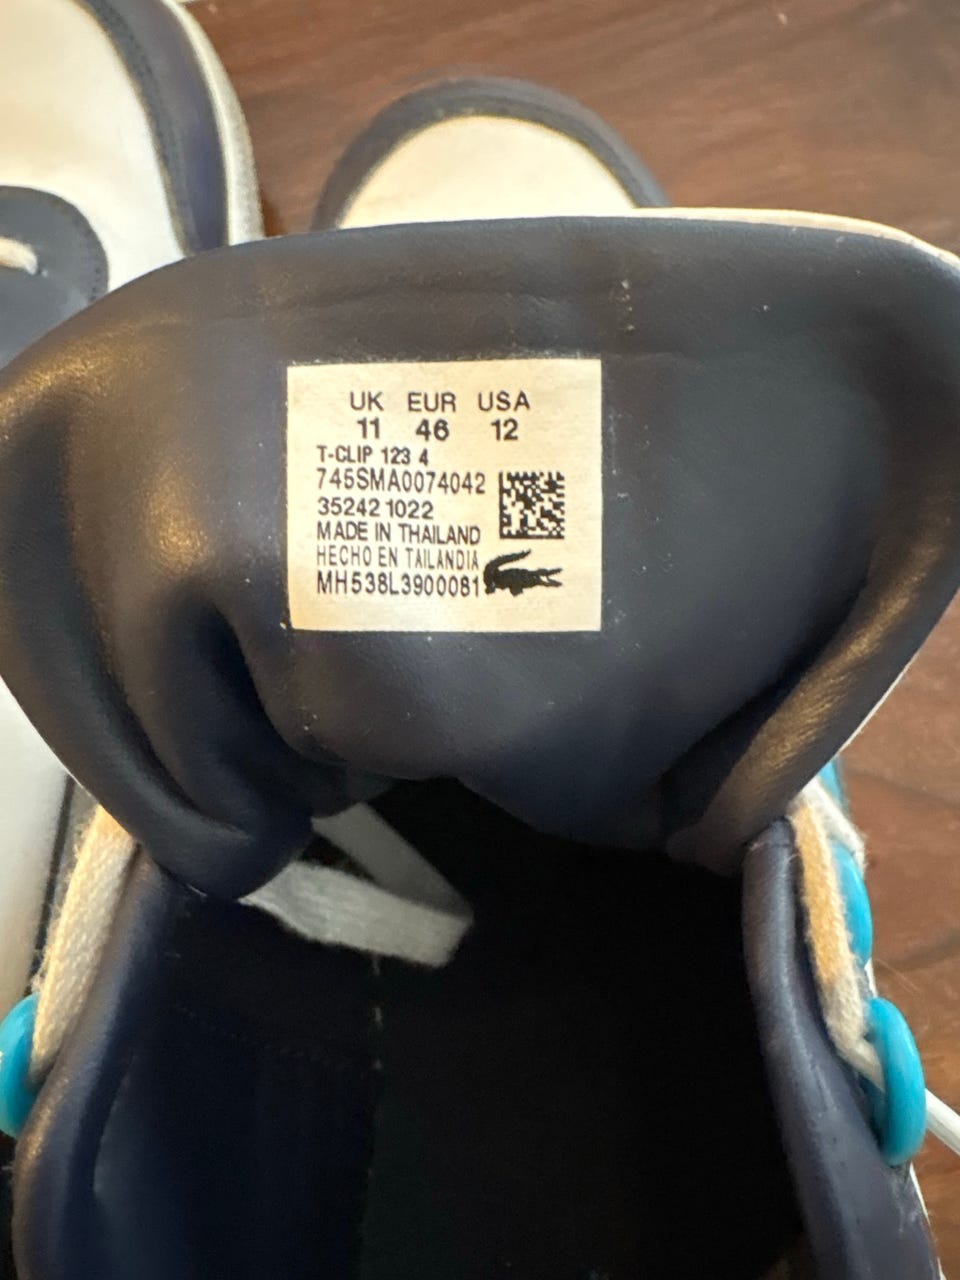 UK EUR USA
11 46 12
T-CLIP 123 4
745SMA0074042
35242 1022
MADE IN THAILAND
HECHO EN TAILANDIA
MH538L3900081